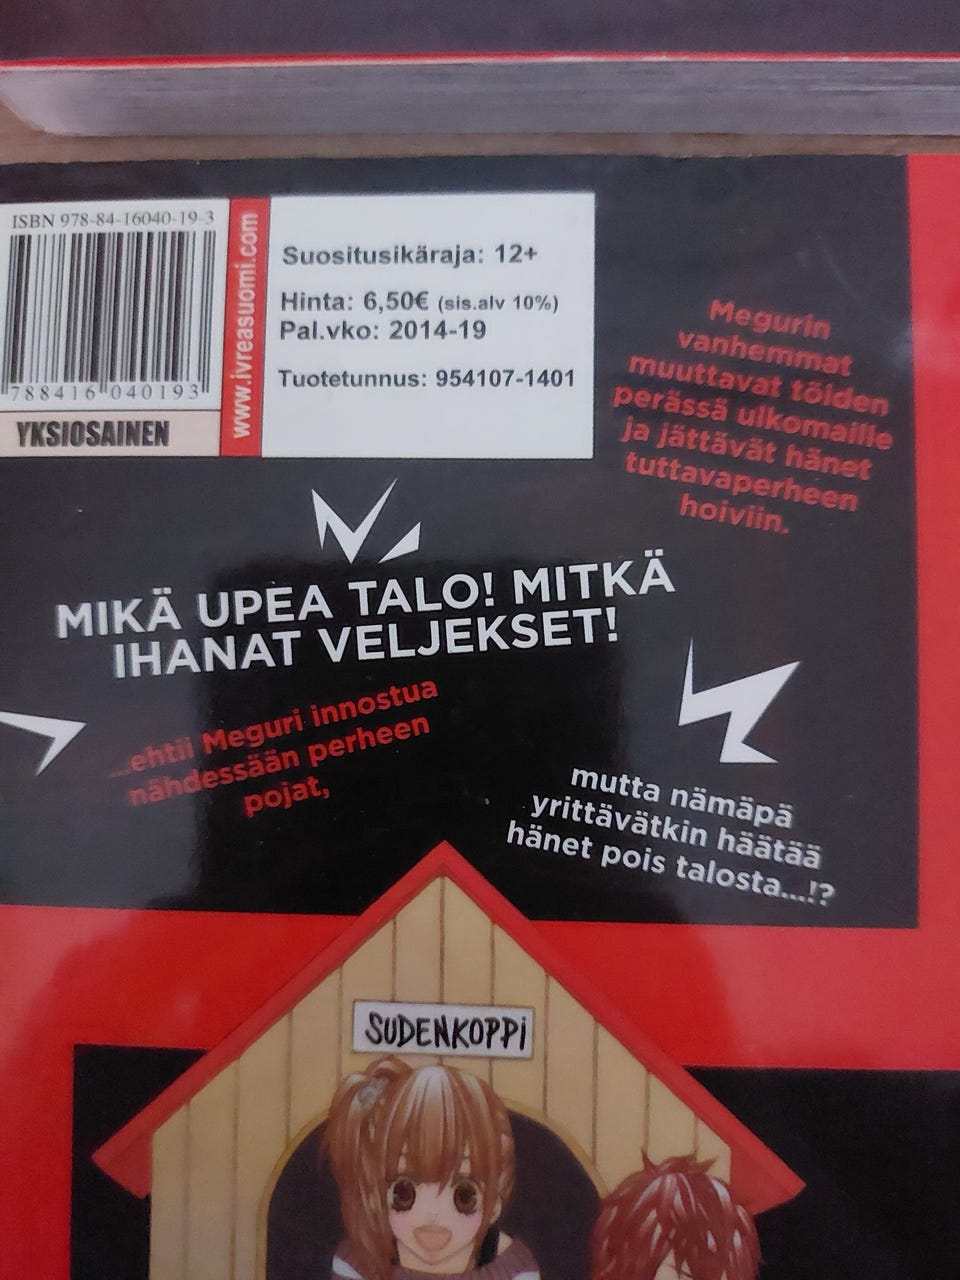 ISBN 978-84-16040-19-3
788416 040193
YKSIOSAINEN
www.ivreasuomi.com
Suositusikäraja: 12+
Hinta: 6,50€ (sis.alv 10%)
Pal.vko: 2014-19
Tuotetunnus: 954107-1401
Megurin
vanhemmat
muuttavat töiden
perässä ulkomaille
ja jättävät hänet
tuttavaperheen
hoiviin.
MIKÄ UPEA TALO! MITKÄ
IHANAT VELJEKSET!
...ehtii Meguri innostua
nähdessään perheen
pojat,
mutta nämäpä
yrittävätkin häätää
hänet pois talosta...!?
SUDENKOPPi